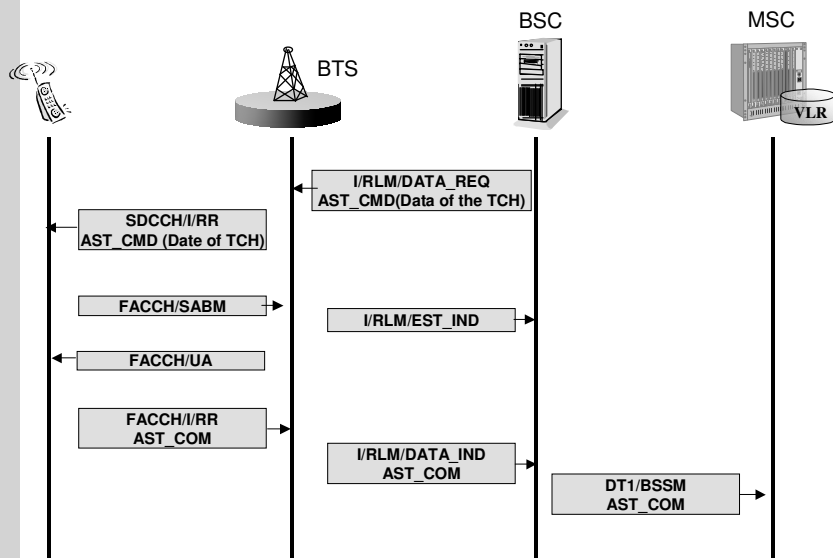 BSC
MSC
BTS
VLR
I/RLM/DATA_REQ
AST_CMD(Data of the TCH)
SDCCH/I/RR
AST_CMD (Date of TCH)
FACCH/SABM
I/RLM/EST_IND
FACCH/UA
FACCH/I/RR
AST_COM
I/RLM/DATA_IND
AST_COM
DT1/BSSM
AST_COM